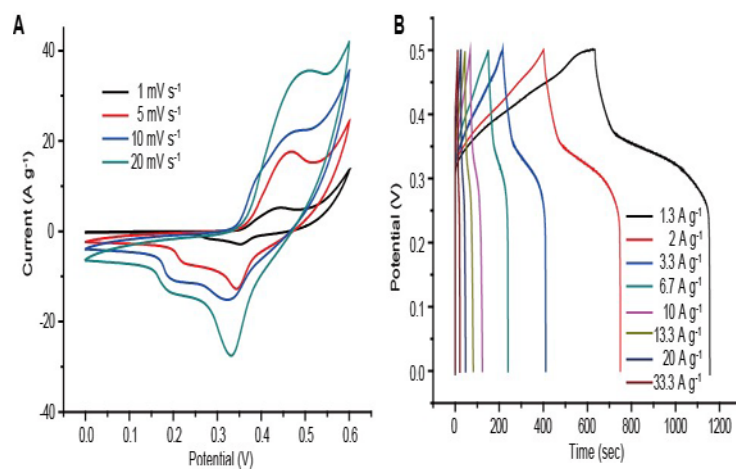 A
40
20
0
-20
-40
Current (A g⁻¹)
1 mV s⁻¹
5 mV s⁻¹
10 mV s⁻¹
20 mV s⁻¹
0.0 0.1 0.2 0.3 0.4 0.5 0.6
Potential (V)
B
0.5
0.4
0.3
0.2
0.1
0.0
Potential (V)
1.3 A g⁻¹
2 A g⁻¹
3.3 A g⁻¹
6.7 A g⁻¹
10 A g⁻¹
13.3 A g⁻¹
20 A g⁻¹
33.3 A g⁻¹
0 200 400 600 800 1000 1200
Time (sec)